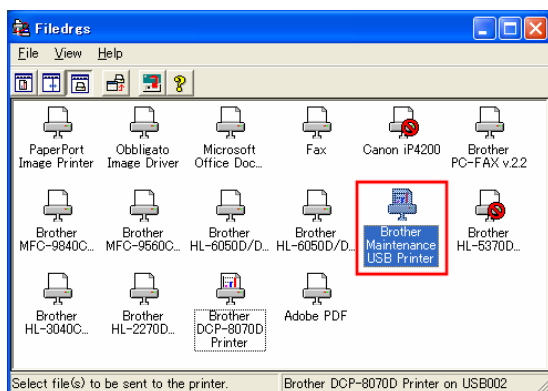 Filedrgs
File View Help
PaperPort
Image Printer
Obbligato
Image Driver
Microsoft
Office Doc...
Fax
Canon iP4200
Brother
PC-FAX v.2.2
Brother
MFC-9840C...
Brother
MFC-9560C...
Brother
HL-6050D/D...
Brother
HL-6050D/D...
Brother
Maintenance
USB Printer
Brother
HL-5370D...
Brother
HL-3040C...
Brother
HL-2270D...
Brother
DCP-8070D
Printer
Adobe PDF
Select file(s) to be sent to the printer.
Brother DCP-8070D Printer on USB002